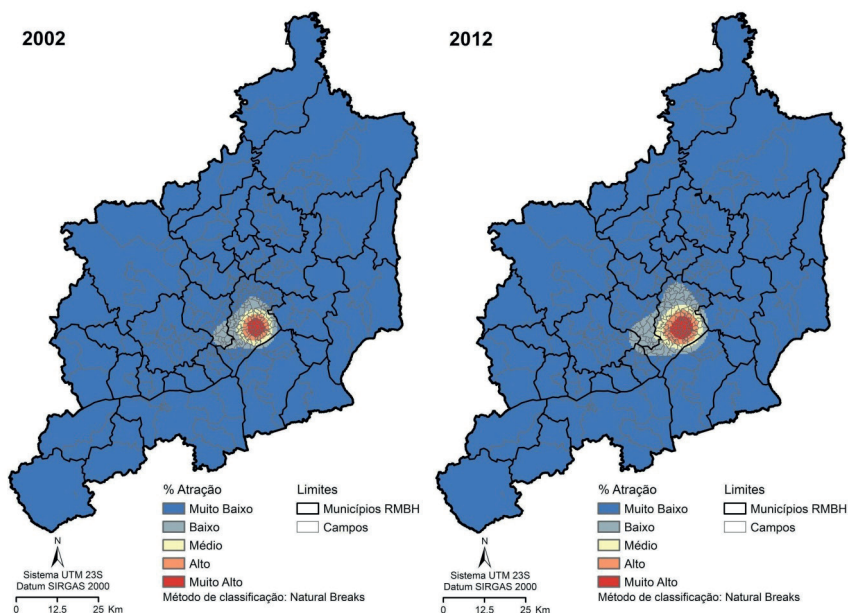 2002
% Atração
Muito Baixo
Baixo
Médio
Alto
Muito Alto
Limites
Municípios RMBH
Campos
Método de classificação: Natural Breaks
N
Sistema UTM 23S
Datum SIRGAS 2000
0 12.5 25 Km
2012
% Atração
Muito Baixo
Baixo
Médio
Alto
Muito Alto
Limites
Municípios RMBH
Campos
Método de classificação: Natural Breaks
N
Sistema UTM 23S
Datum SIRGAS 2000
0 12.5 25 Km